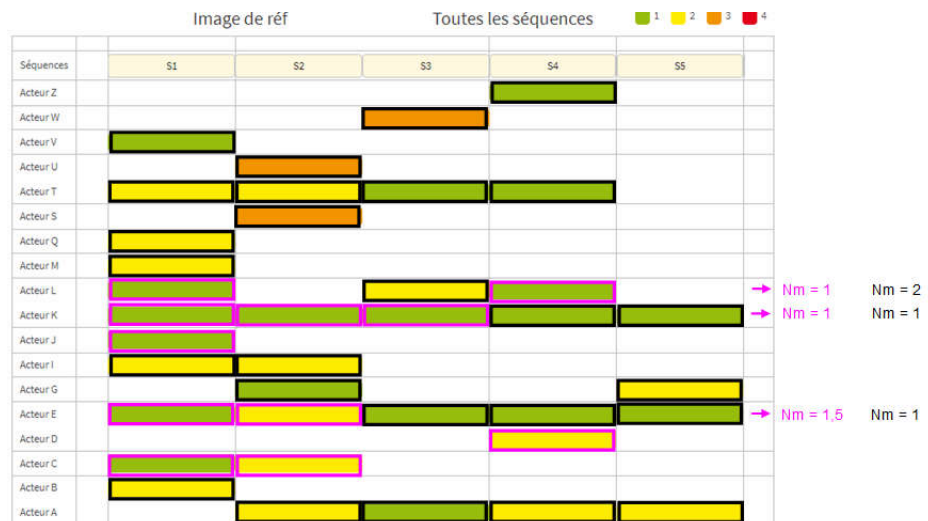 Image de réf Toutes les séquences 1 2 3 4
Séquences S1 S2 S3 S4 S5
Acteur Z
Acteur W
Acteur V
Acteur U
Acteur T
Acteur S
Acteur Q
Acteur M
Acteur L Nm = 1 Nm = 2
Acteur K Nm = 1 Nm = 1
Acteur J
Acteur I
Acteur G
Acteur E Nm = 1,5 Nm = 1
Acteur D
Acteur C
Acteur B
Acteur A